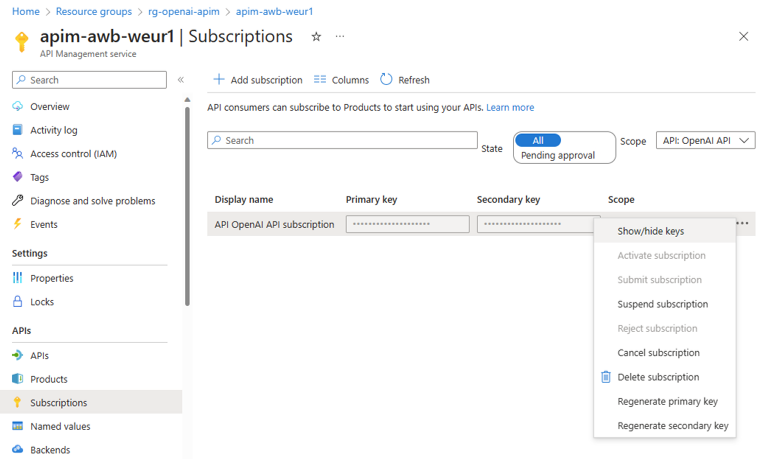 Home > Resource groups > rg-openai-apim > apim-awb-weur1
apim-awb-weur1 | Subscriptions ☆ ...
API Management service
Search «
Overview
Activity log
Access control (IAM)
Tags
Diagnose and solve problems
Events
Settings
Properties
Locks
APIs
APIs
Products
Subscriptions
Named values
Backends
+ Add subscription Columns Refresh
API consumers can subscribe to Products to start using your APIs. Learn more
Search State All Pending approval Scope API: OpenAI API
Display name Primary key Secondary key Scope
API OpenAI API subscription •••••••••••••••••••• •••••••••••••••••••• •••
Show/hide keys
Activate subscription
Submit subscription
Suspend subscription
Reject subscription
Cancel subscription
Delete subscription
Regenerate primary key
Regenerate secondary key